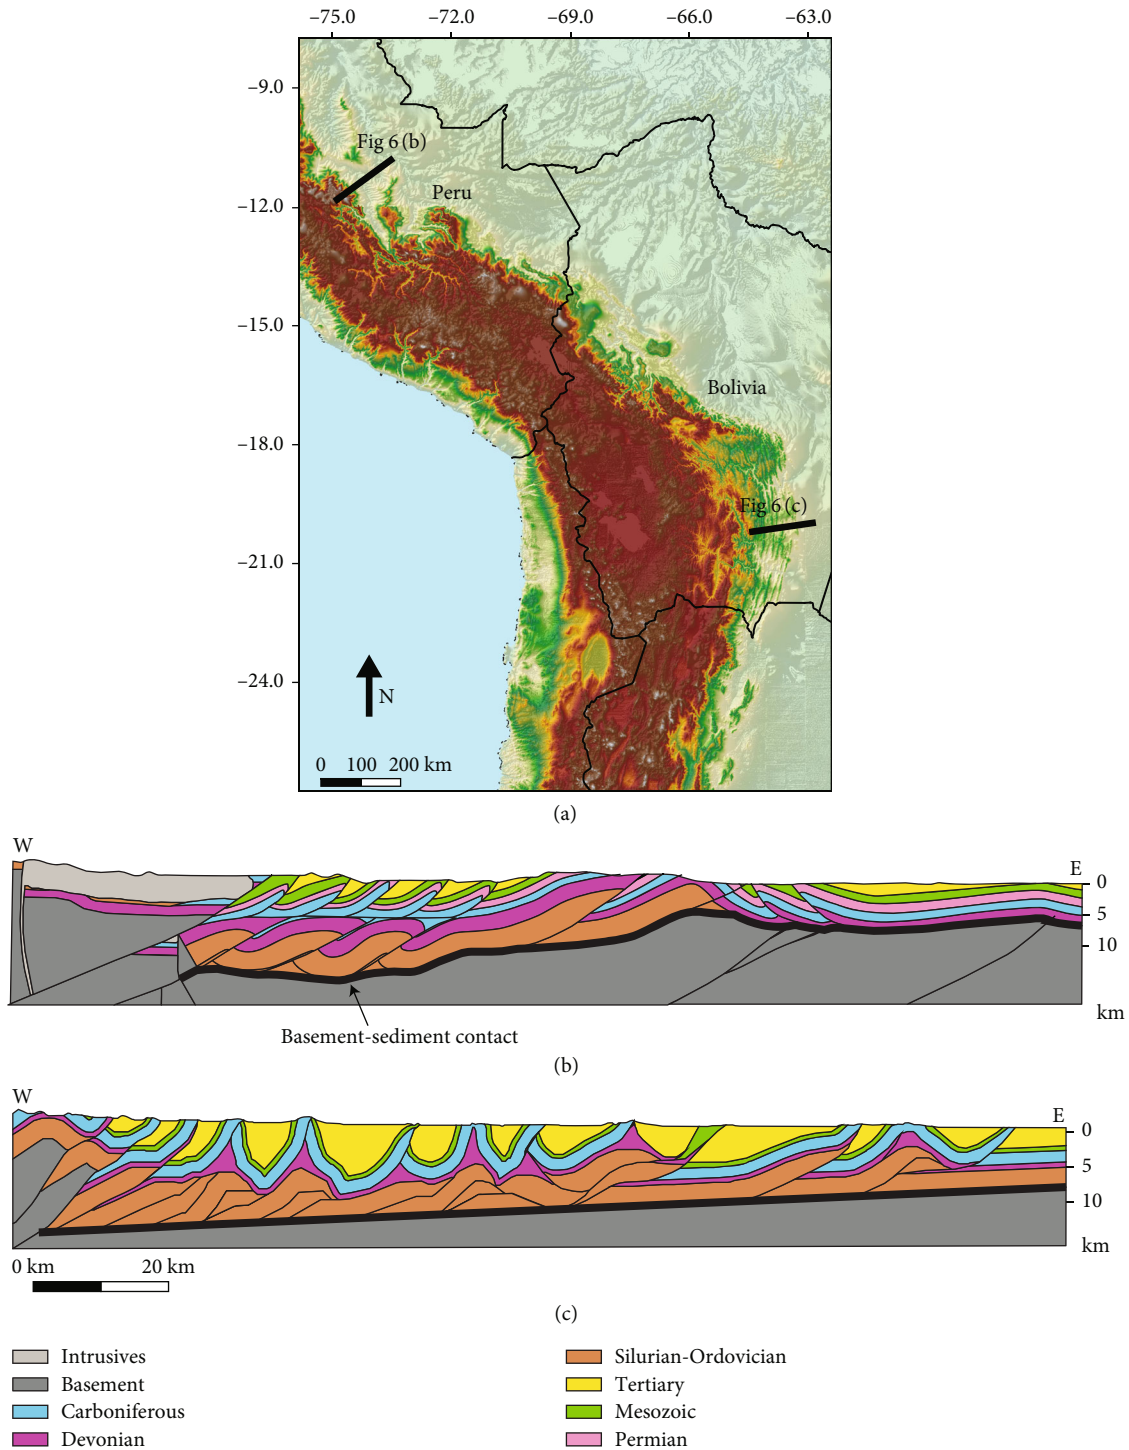 −75.0 −72.0 −69.0 −66.0 −63.0
−9.0
Fig 6 (b)
Peru
−12.0
−15.0
Bolivia
−18.0
Fig 6 (c)
−21.0
−24.0
N
0 100 200 km
(a)
W
E
0
5
10
km
Basement-sediment contact
(b)
W
E
0
5
10
km
0 km 20 km
(c)
Intrusives
Basement
Carboniferous
Devonian
Silurian-Ordovician
Tertiary
Mesozoic
Permian